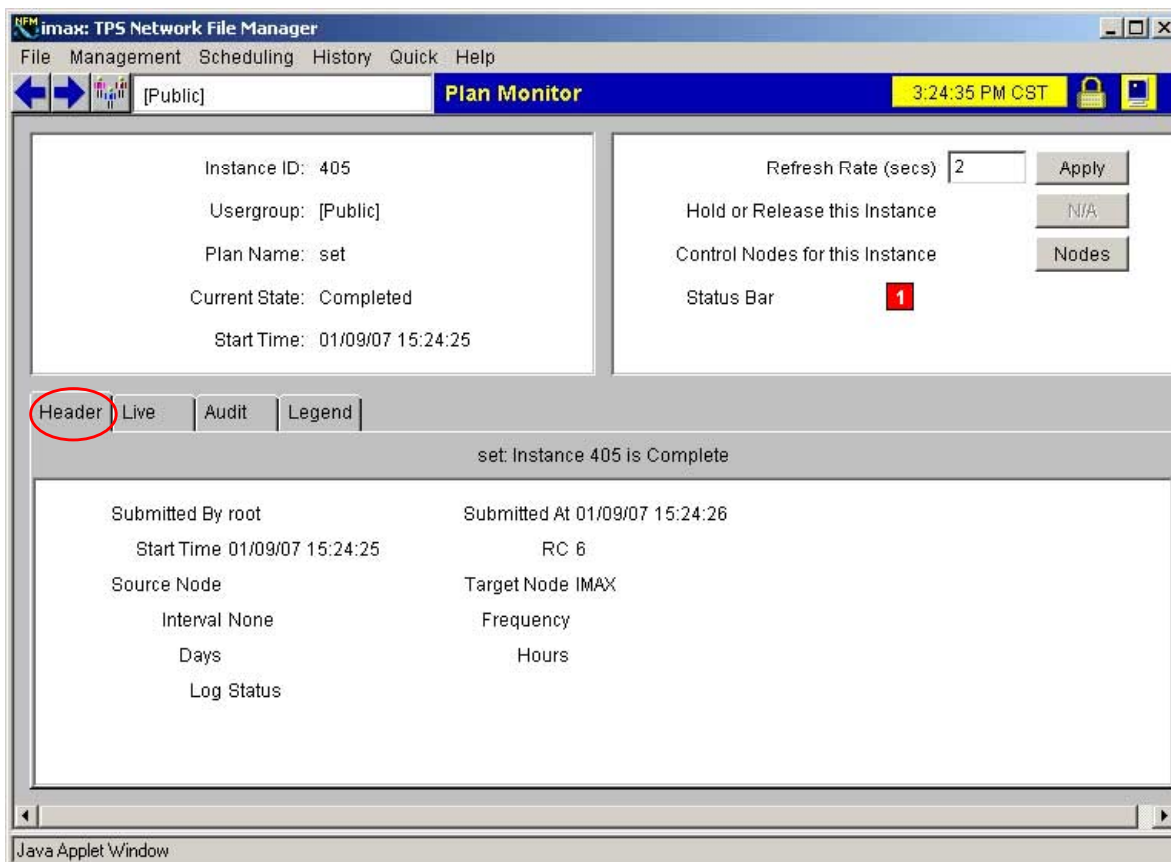 NFM imax: TPS Network File Manager
File Management Scheduling History Quick Help
[Public] Plan Monitor 3:24:35 PM CST
Instance ID: 405
Usergroup: [Public]
Plan Name: set
Current State: Completed
Start Time: 01/09/07 15:24:25
Refresh Rate (secs) 2 Apply
Hold or Release this Instance N/A
Control Nodes for this Instance Nodes
Status Bar 1
Header Live Audit Legend
set: Instance 405 is Complete
Submitted By root Submitted At 01/09/07 15:24:26
Start Time 01/09/07 15:24:25 RC 6
Source Node Target Node IMAX
Interval None Frequency
Days Hours
Log Status
Java Applet Window